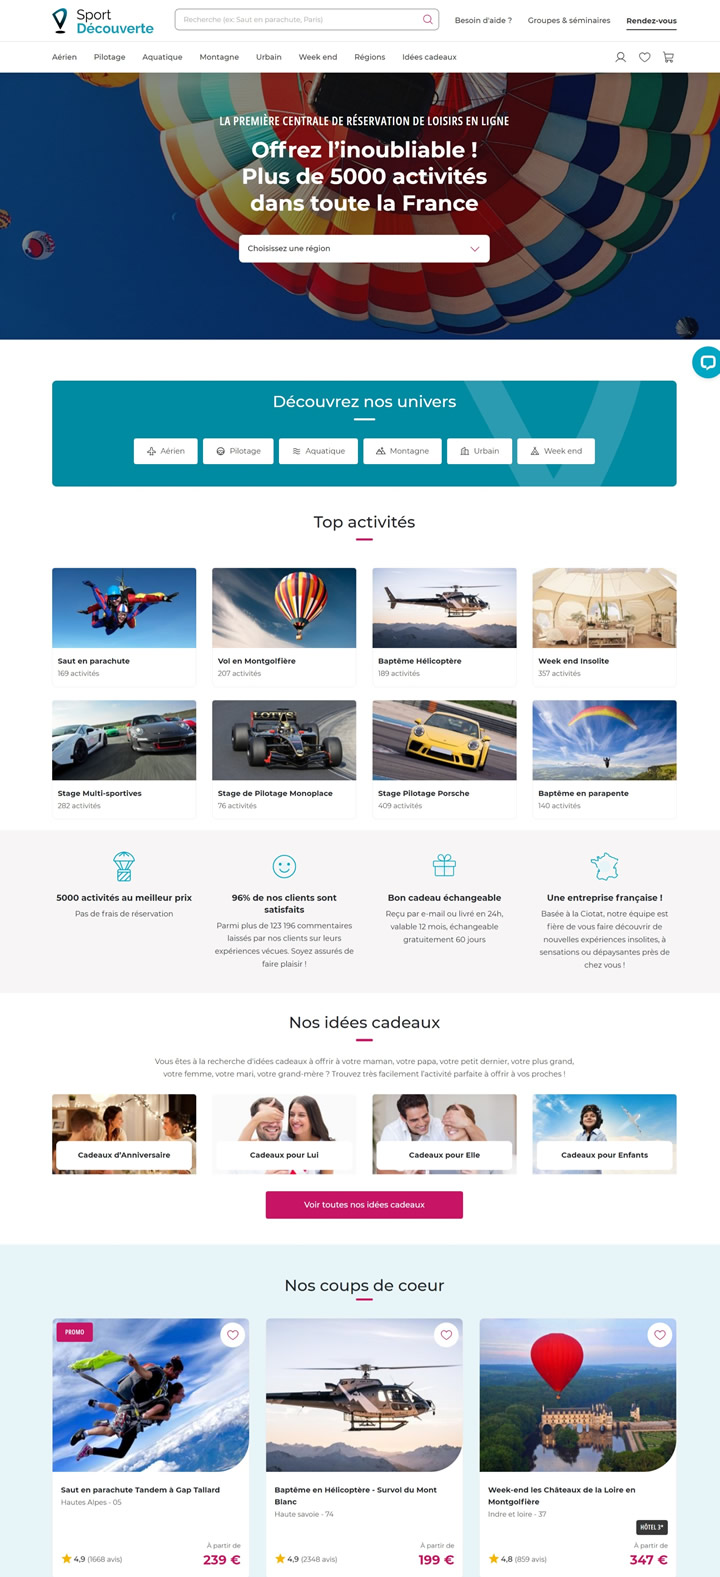 Sport
Découverte
Recherche (ex: Saut en parachute, Paris)
Besoin d'aide ?
Groupes & séminaires
Rendez-vous
Aérien
Pilotage
Aquatique
Montagne
Urbain
Week end
Régions
Idées cadeaux
LA PREMIÈRE CENTRALE DE RÉSERVATION DE LOISIRS EN LIGNE
Offrez l'inoubliable !
Plus de 5000 activités
dans toute la France
Choisissez une région
Découvrez nos univers
Aérien
Pilotage
Aquatique
Montagne
Urbain
Week end
Top activités
Saut en parachute
169 activités
Vol en Montgolfière
207 activités
Baptême Hélicoptère
189 activités
Week end Insolite
357 activités
LOTUS
Stage Multi-sportives
282 activités
Stage de Pilotage Monoplace
76 activités
Stage Pilotage Porsche
409 activités
Baptême en parapente
140 activités
5000 activités au meilleur prix
Pas de frais de réservation
96% de nos clients sont
satisfaits
Parmi plus de 123 196 commentaires
laissés par nos clients sur leurs
expériences vécues. Soyez assurés de
faire plaisir !
Bon cadeau échangeable
Reçu par e-mail ou livré en 24h,
valable 12 mois, échangeable
gratuitement 60 jours
Une entreprise française !
Basée à la Ciotat, notre équipe est
fière de vous faire découvrir de
nouvelles expériences insolites, à
sensations ou dépaysantes près de
chez vous !
Nos idées cadeaux
Vous êtes à la recherche d'idées cadeaux à offrir à votre maman, votre papa, votre petit dernier, votre plus grand,
votre femme, votre mari, votre grand-mère ? Trouvez très facilement l'activité parfaite à offrir à vos proches !
Cadeaux d'Anniversaire
Cadeaux pour Lui
Cadeaux pour Elle
Cadeaux pour Enfants
Voir toutes nos idées cadeaux
Nos coups de coeur
PROMO
Saut en parachute Tandem à Gap Tallard
Hautes Alpes - 05
À partir de
4,9 (1668 avis)
239 €
Baptême en Hélicoptère - Survol du Mont
Blanc
Haute savoie - 74
À partir de
4,9 (2348 avis)
199 €
Week-end les Châteaux de la Loire en
Montgolfière
Indre et loire - 37
HÔTEL 3*
À partir de
4,8 (859 avis)
347 €